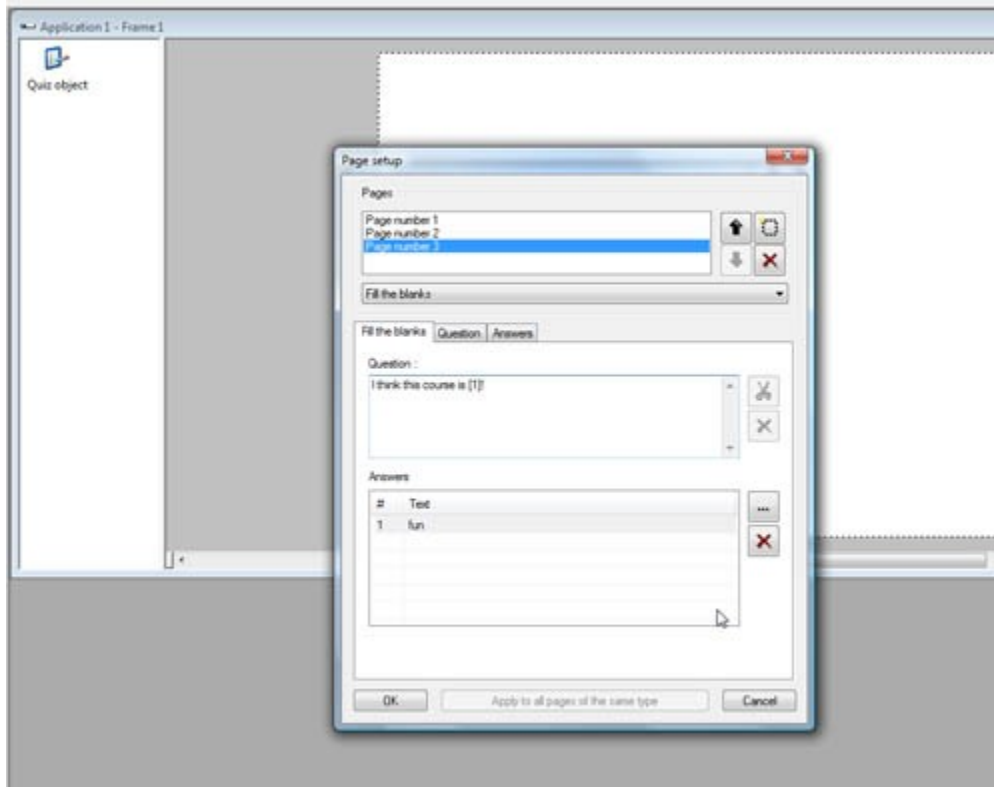 Application 1 - Frame 1
Quiz object
Page setup
Pages
Page number 1
Page number 2
Page number 3
Fill the blanks
Fill the blanks Question Answers
Question :
I think this course is [1]!
Answers
# Text
1 fun
OK Apply to all pages of the same type Cancel